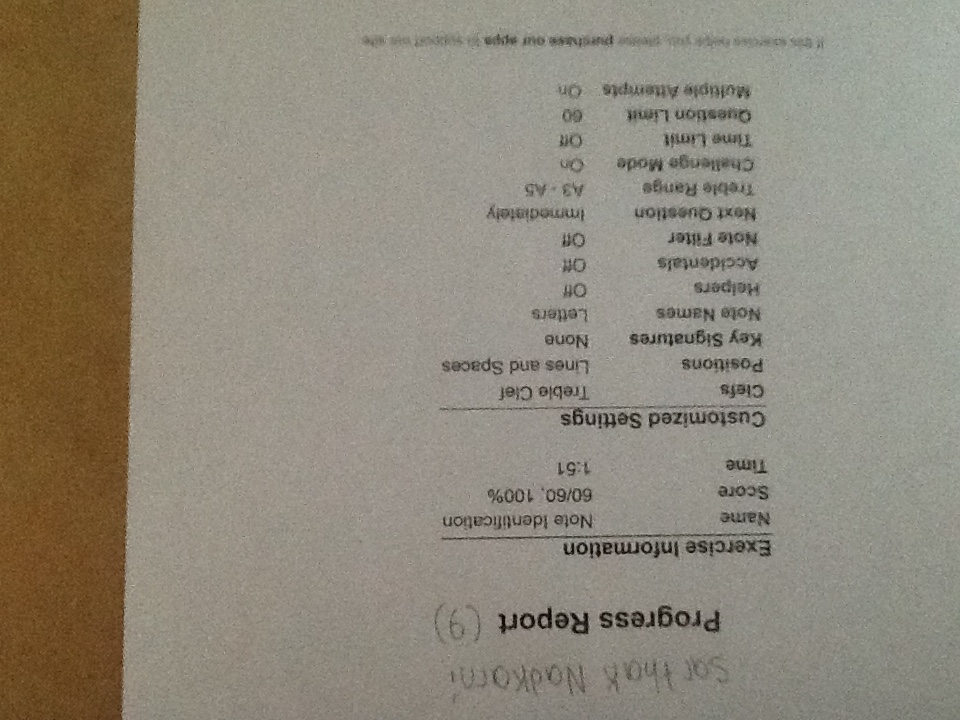 Sarthak Nadkarni
Progress Report (9)
Exercise Information
Name Note Identification
Score 60/60, 100%
Time 1:51
Customized Settings
Clefs Treble Clef
Positions Lines and Spaces
Key Signatures None
Note Names Letters
Helpers Off
Accidentals Off
Note Filter Off
Next Question Immediately
Treble Range A3 - A5
Challenge Mode On
Time Limit Off
Question Limit 60
Multiple Attempts On
If this exercise helps you, please purchase our apps to support our site.